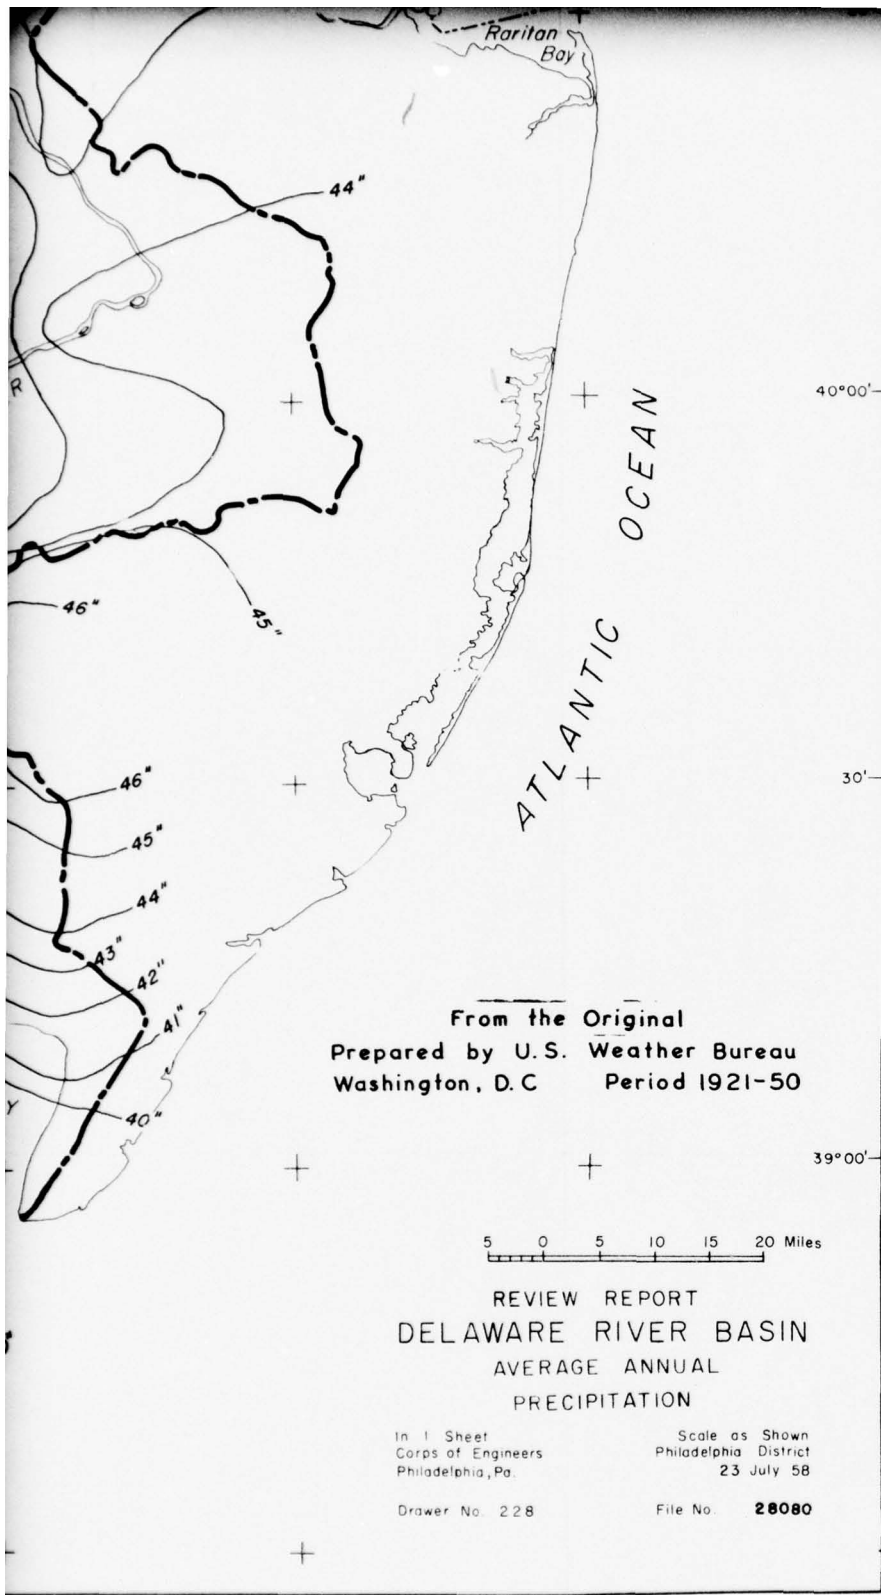 Raritan
Bay
44"
R
40°00'
ATLANTIC OCEAN
46"
45"
46"
30'
45"
44"
43"
42"
41"
From the Original
Prepared by U.S. Weather Bureau
Washington, D.C Period 1921-50
Y
40"
39°00'
5 0 5 10 15 20 Miles
REVIEW REPORT
DELAWARE RIVER BASIN
AVERAGE ANNUAL
PRECIPITATION
In 1 Sheet Scale as Shown
Corps of Engineers Philadelphia District
Philadelphia, Pa. 23 July 58
Drawer No. 228 File No. 28080